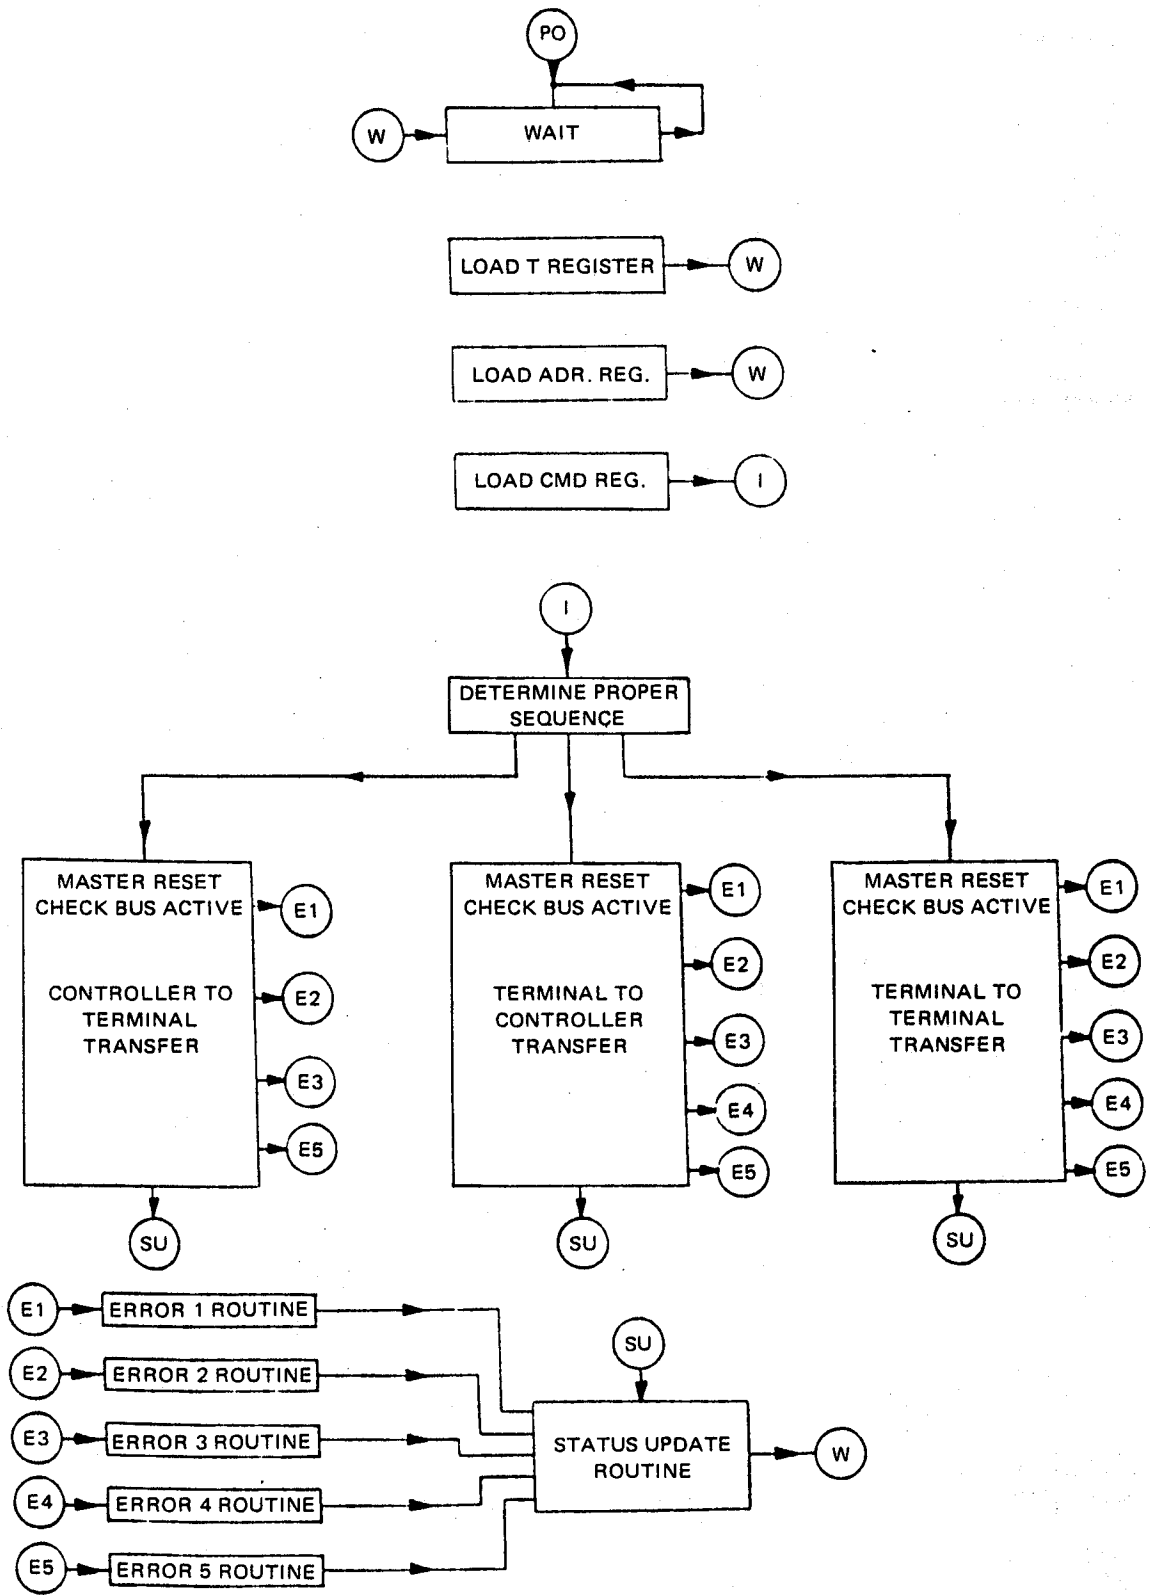 PO
W
WAIT
LOAD T REGISTER
W
LOAD ADR. REG.
W
LOAD CMD REG.
I
I
DETERMINE PROPER
SEQUENCE
MASTER RESET
CHECK BUS ACTIVE
CONTROLLER TO
TERMINAL
TRANSFER
E1
E2
E3
E5
SU
MASTER RESET
CHECK BUS ACTIVE
TERMINAL TO
CONTROLLER
TRANSFER
E1
E2
E3
E4
E5
SU
MASTER RESET
CHECK BUS ACTIVE
TERMINAL TO
TERMINAL
TRANSFER
E1
E2
E3
E4
E5
SU
E1
ERROR 1 ROUTINE
E2
ERROR 2 ROUTINE
E3
ERROR 3 ROUTINE
E4
ERROR 4 ROUTINE
E5
ERROR 5 ROUTINE
SU
STATUS UPDATE
ROUTINE
W